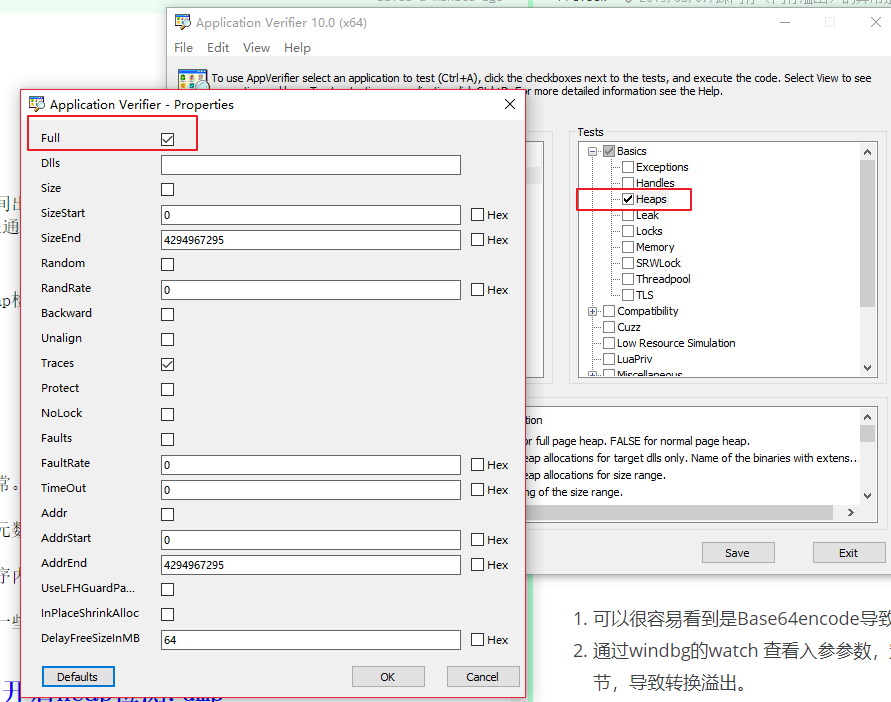 Application Verifier 10.0 (x64)
File Edit View Help
To use AppVerifier select an application to test (Ctrl+A), click the checkboxes next to the tests, and execute the code. Select View to see
For more detailed information see the Help.
Application Verifier - Properties
Full
Dlls
Size
SizeStart 0 Hex
SizeEnd 4294967295 Hex
Random
RandRate 0 Hex
Backward
Unalign
Traces
Protect
NoLock
Faults
FaultRate 0 Hex
TimeOut 0 Hex
Addr
AddrStart 0 Hex
AddrEnd 4294967295 Hex
UseLFHGuardPa...
InPlaceShrinkAlloc
DelayFreeSizeInMB 64 Hex
Defaults OK Cancel
Tests
Basics
Exceptions
Handles
Heaps
Leak
Locks
Memory
SRWLock
Threadpool
TLS
Compatibility
Cuzz
Low Resource Simulation
LuaPriv
Miscellaneous
tion
or full page heap. FALSE for normal page heap.
eap allocations for target dlls only. Name of the binaries with extens...
eap allocations for size range.
ng of the size range.
Save Exit
1. 可以很容易看到是Base64encode导致
2. 通过windbg的watch 查看入参参数,
节，导致转换溢出。